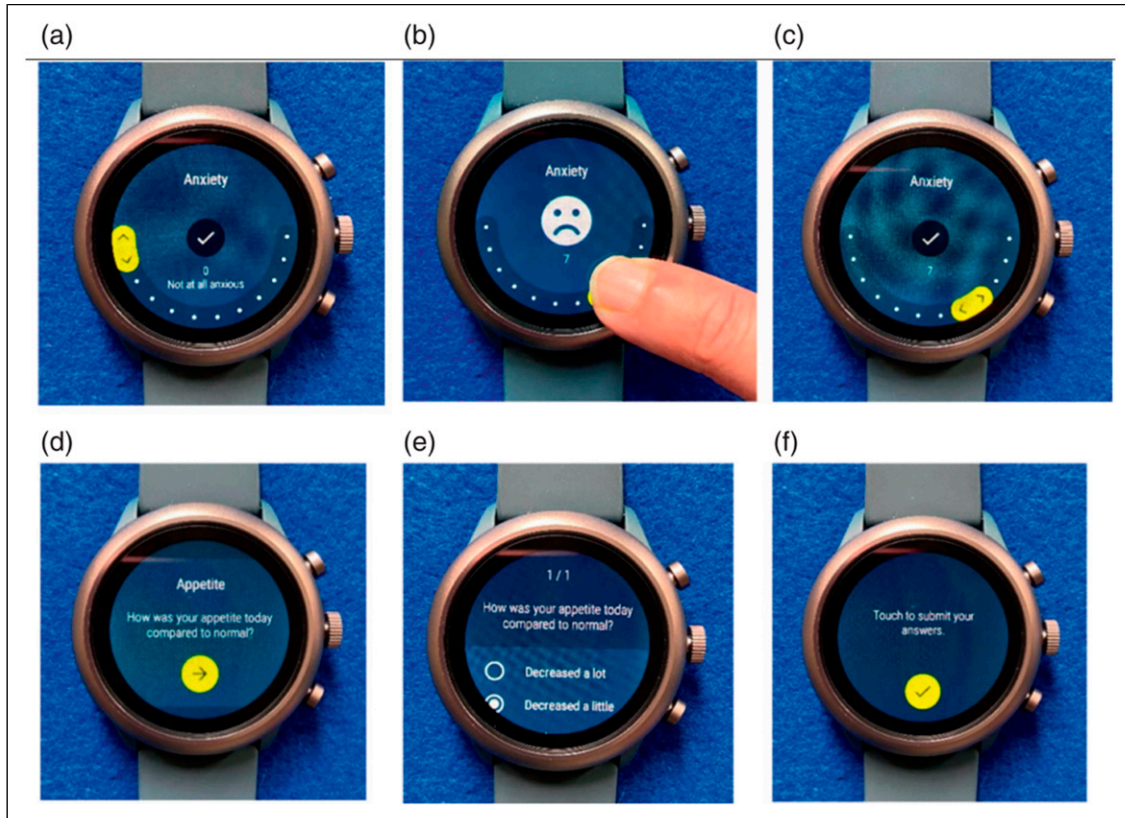 (a)
(b)
(c)
Anxiety
0
Not at all anxious
Anxiety
7
Anxiety
7
(d)
(e)
(f)
Appetite
How was your appetite today
compared to normal?
1 / 1
How was your appetite today
compared to normal?
Decreased a lot
Decreased a little
Touch to submit your
answers.